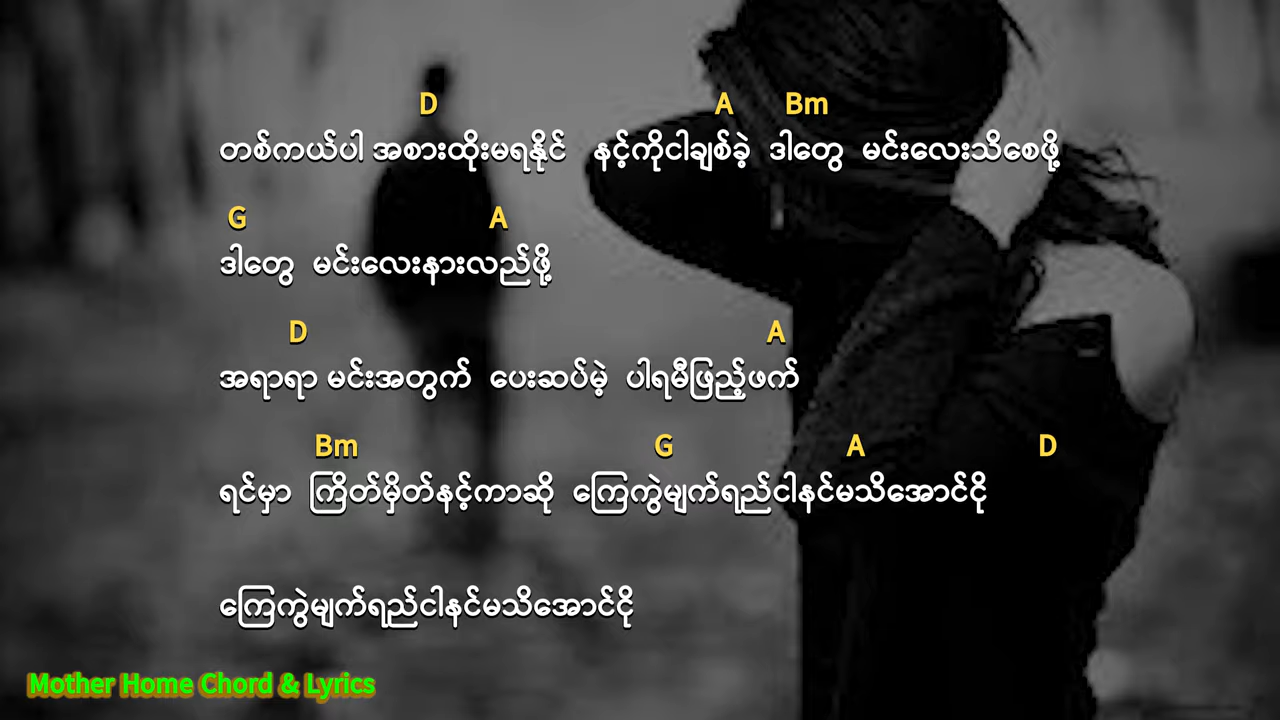 D A Bm
တစ်ကယ်ပါ အစားထိုးမရနိုင် နင့်ကိုငါချစ်ခဲ့ ဒါတွေ မင်းလေးသိစေဖို့
G A
ဒါတွေ မင်းလေးနားလည်ဖို့
D A
အရာရာ မင်းအတွက် ပေးဆပ်မဲ့ ပါရမီဖြည့်ဖက်
Bm G A D
ရင်မှာ ကြိတ်မှိတ်နင့်ကာဆို ကြေကွဲမျက်ရည်ငါနင်မသိအောင်ငို
ကြေကွဲမျက်ရည်ငါနင်မသိအောင်ငို
Mother Home Chord & Lyrics